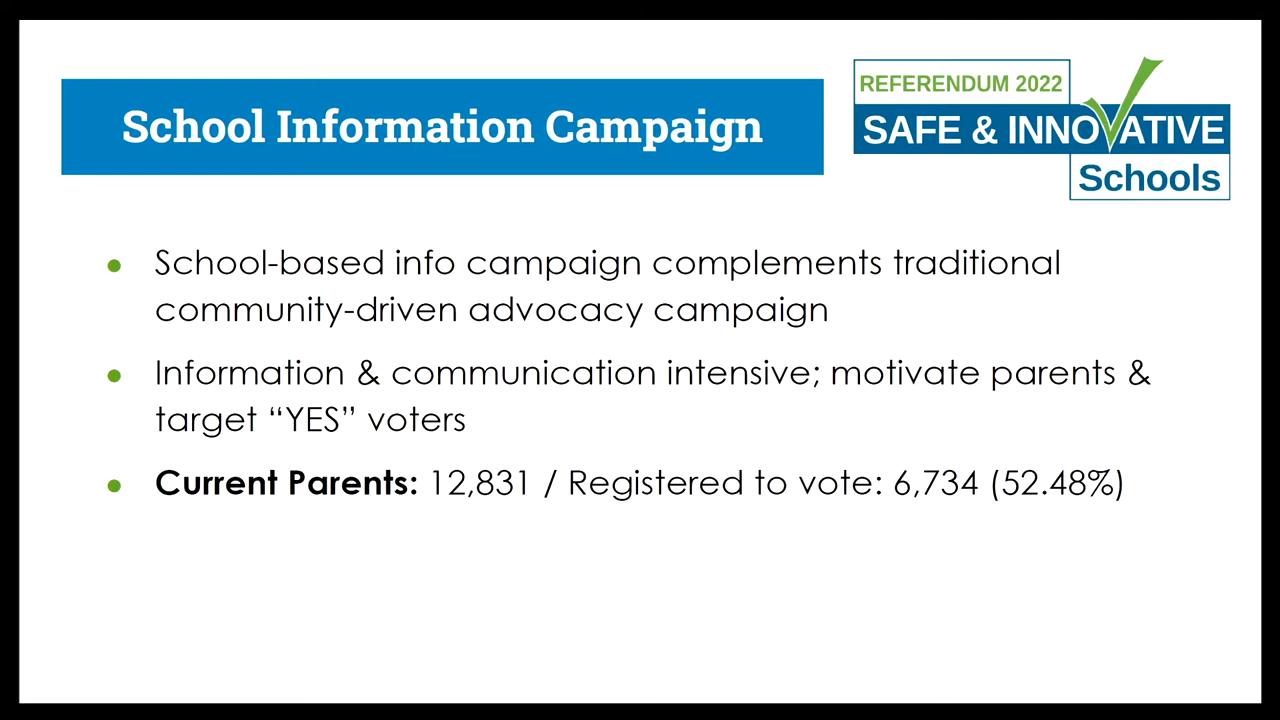 School Information Campaign
REFERENDUM 2022
SAFE & INNOVATIVE
Schools
School-based info campaign complements traditional
community-driven advocacy campaign
Information & communication intensive; motivate parents &
target “YES” voters
Current Parents: 12,831 / Registered to vote: 6,734 (52.48%)